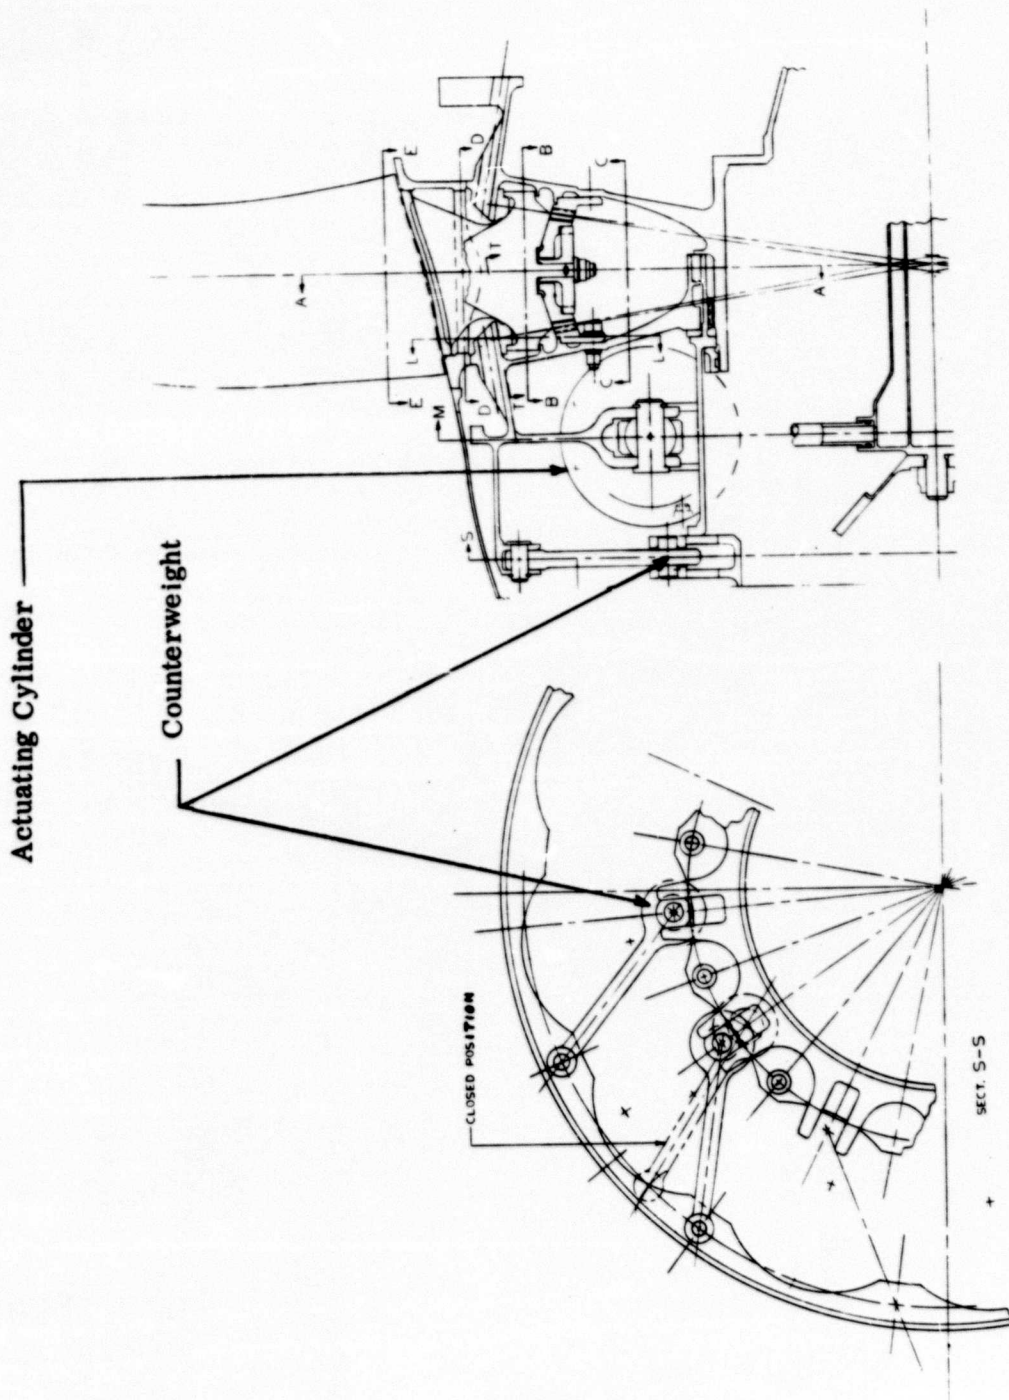 Actuating Cylinder
Counterweight
CLOSED POSITION
SECT. S-S
A
A
E
E
D
D
B
B
C
C
L
L
T
T
M
S